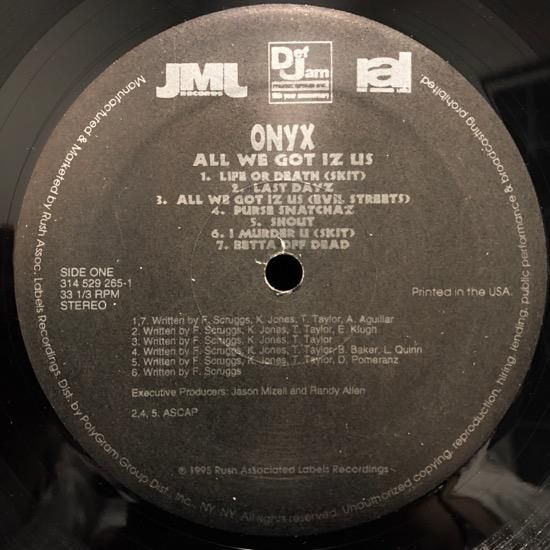 JMJ
RECORDS
Def
Jam
music group inc.
ral
ONYX
ALL WE GOT IZ US
1. LIFE OR DEATH (SKIT)
2. LAST DAYZ
3. ALL WE GOT IZ US (EVIL STREETS)
4. PURSE SNATCHAZ
5. SHOUT
6. I MURDER U (SKIT)
7. BETTA OFF DEAD
SIDE ONE
314 529 265-1
33 1/3 RPM
STEREO
Printed in the USA.
1,7. Written by F. Scruggs, K. Jones, T. Taylor, A. Aguillar
2. Written by F. Scruggs, K. Jones, T. Taylor, E. Klugh
3. Written by F. Scruggs, K. Jones, T. Taylor
4. Written by F. Scruggs, K. Jones, T. Taylor, B. Baker, L. Quinn
5. Written by F. Scruggs, K. Jones, T. Taylor, D. Pomeranz
6. Written by F. Scruggs
Executive Producers: Jason Mizell and Randy Allen
2,4, 5. ASCAP
℗ 1995 Rush Associated Labels Recordings
Manufactured & Marketed by Rush Assoc. Labels Recordings. Dist. by PolyGram Group Dist., Inc., NY, NY. Unauthorized copying, reproduction, hiring, lending, public performance & broadcasting prohibited.